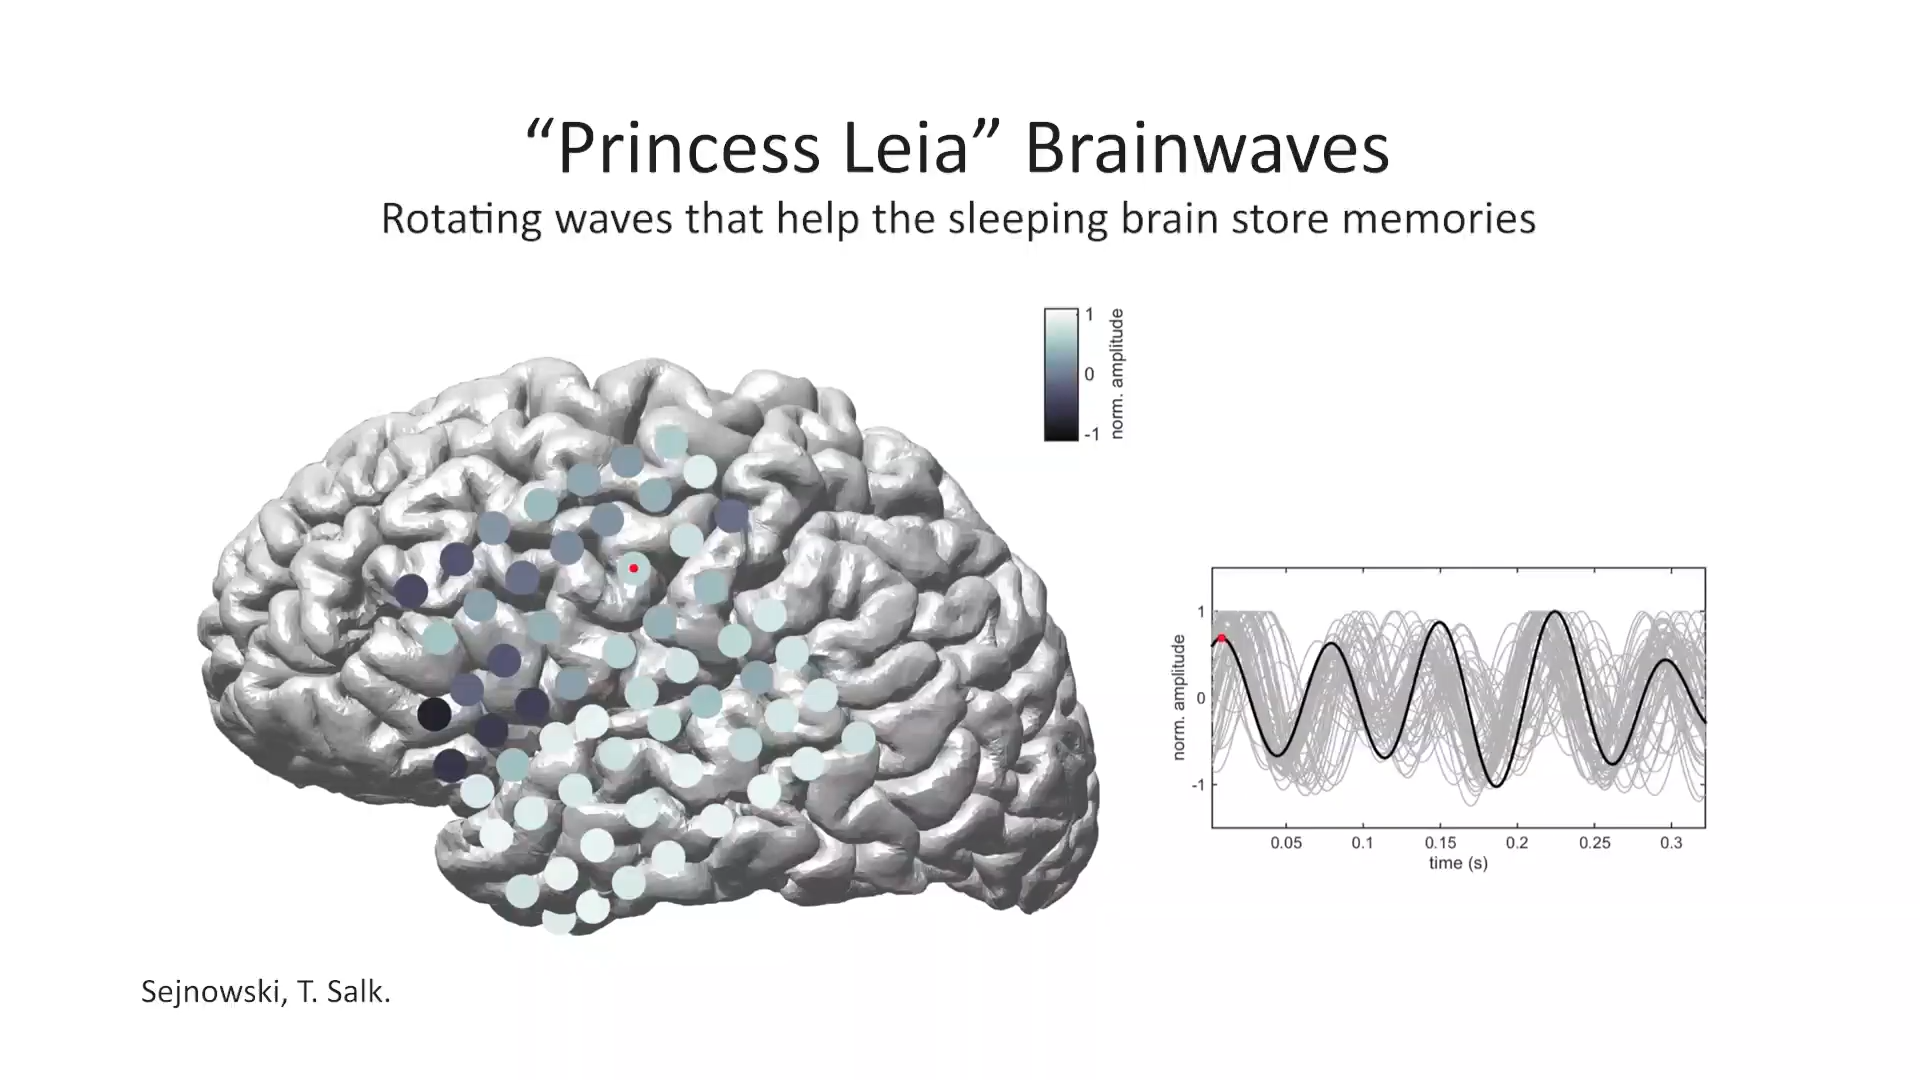 “Princess Leia” Brainwaves
Rotating waves that help the sleeping brain store memories
1
0
-1
norm. amplitude
1
0
-1
norm. amplitude
0.05 0.1 0.15 0.2 0.25 0.3
time (s)
Sejnowski, T. Salk.